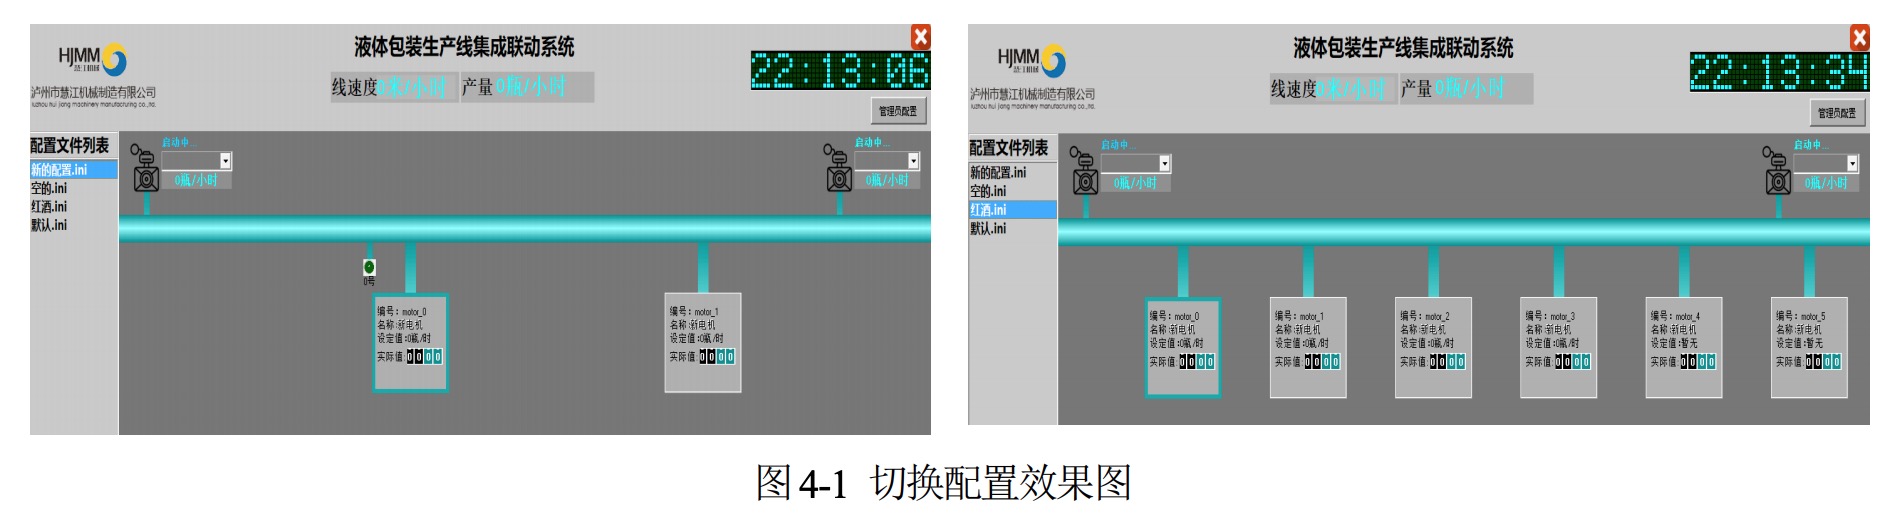 HJMM
慧江机械
泸州市慧江机械制造有限公司
luzhou hui jiang machinery manufacturing co.,ltd.
液体包装生产线集成联动系统
线速度0米/小时 产量 0瓶/小时
22:13:06
管理员配置
配置文件列表
新的配置.ini
空的.ini
红酒.ini
默认.ini
启动中...
0瓶/小时
启动中...
0瓶/小时
0号
编号：motor_0
名称:新电机
设定值:0瓶/时
实际值:0000
编号：motor_1
名称:新电机
设定值:0瓶/时
实际值:0000
HJMM
慧江机械
泸州市慧江机械制造有限公司
luzhou hui jiang machinery manufacturing co.,ltd.
液体包装生产线集成联动系统
线速度0米/小时 产量 0瓶/小时
22:13:34
管理员配置
配置文件列表
新的配置.ini
空的.ini
红酒.ini
默认.ini
启动中...
0瓶/小时
启动中...
0瓶/小时
编号：motor_0
名称:新电机
设定值:0瓶/时
实际值:0000
编号：motor_1
名称:新电机
设定值:0瓶/时
实际值:0000
编号：motor_2
名称:新电机
设定值:0瓶/时
实际值:0000
编号：motor_3
名称:新电机
设定值:0瓶/时
实际值:0000
编号：motor_4
名称:新电机
设定值:暂无
实际值:0000
编号：motor_5
名称:新电机
设定值:暂无
实际值:0000
图 4-1 切换配置效果图